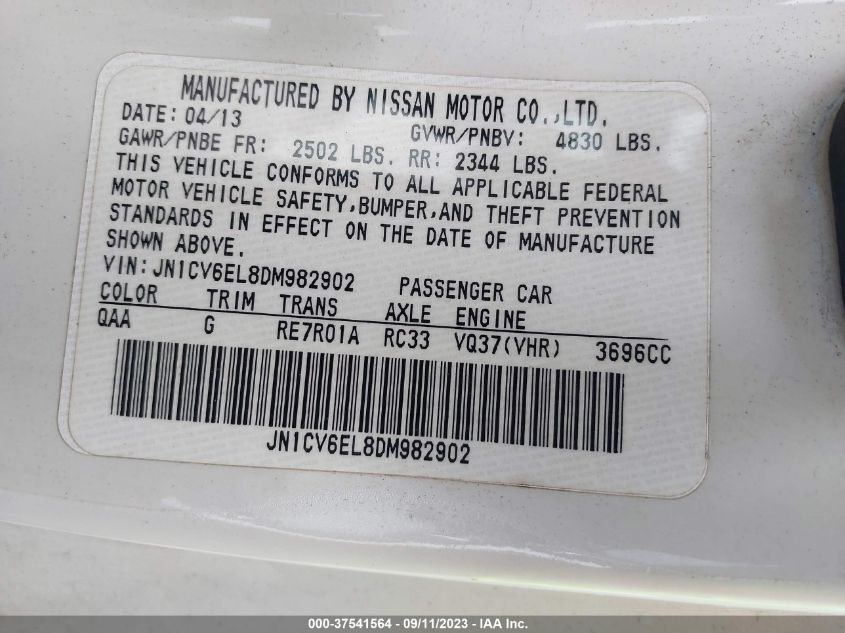 MANUFACTURED BY NISSAN MOTOR CO.,LTD.
DATE: 04/13 GVWR/PNBV: 4830 LBS.
GAWR/PNBE FR: 2502 LBS. RR: 2344 LBS.
THIS VEHICLE CONFORMS TO ALL APPLICABLE FEDERAL
MOTOR VEHICLE SAFETY,BUMPER,AND THEFT PREVENTION
STANDARDS IN EFFECT ON THE DATE OF MANUFACTURE
SHOWN ABOVE.
VIN:JN1CV6EL8DM982902 PASSENGER CAR
COLOR TRIM TRANS AXLE ENGINE
QAA G RE7R01A RC33 VQ37(VHR) 3696CC
JN1CV6EL8DM982902
000-37541564 - 09/11/2023 - IAA Inc.